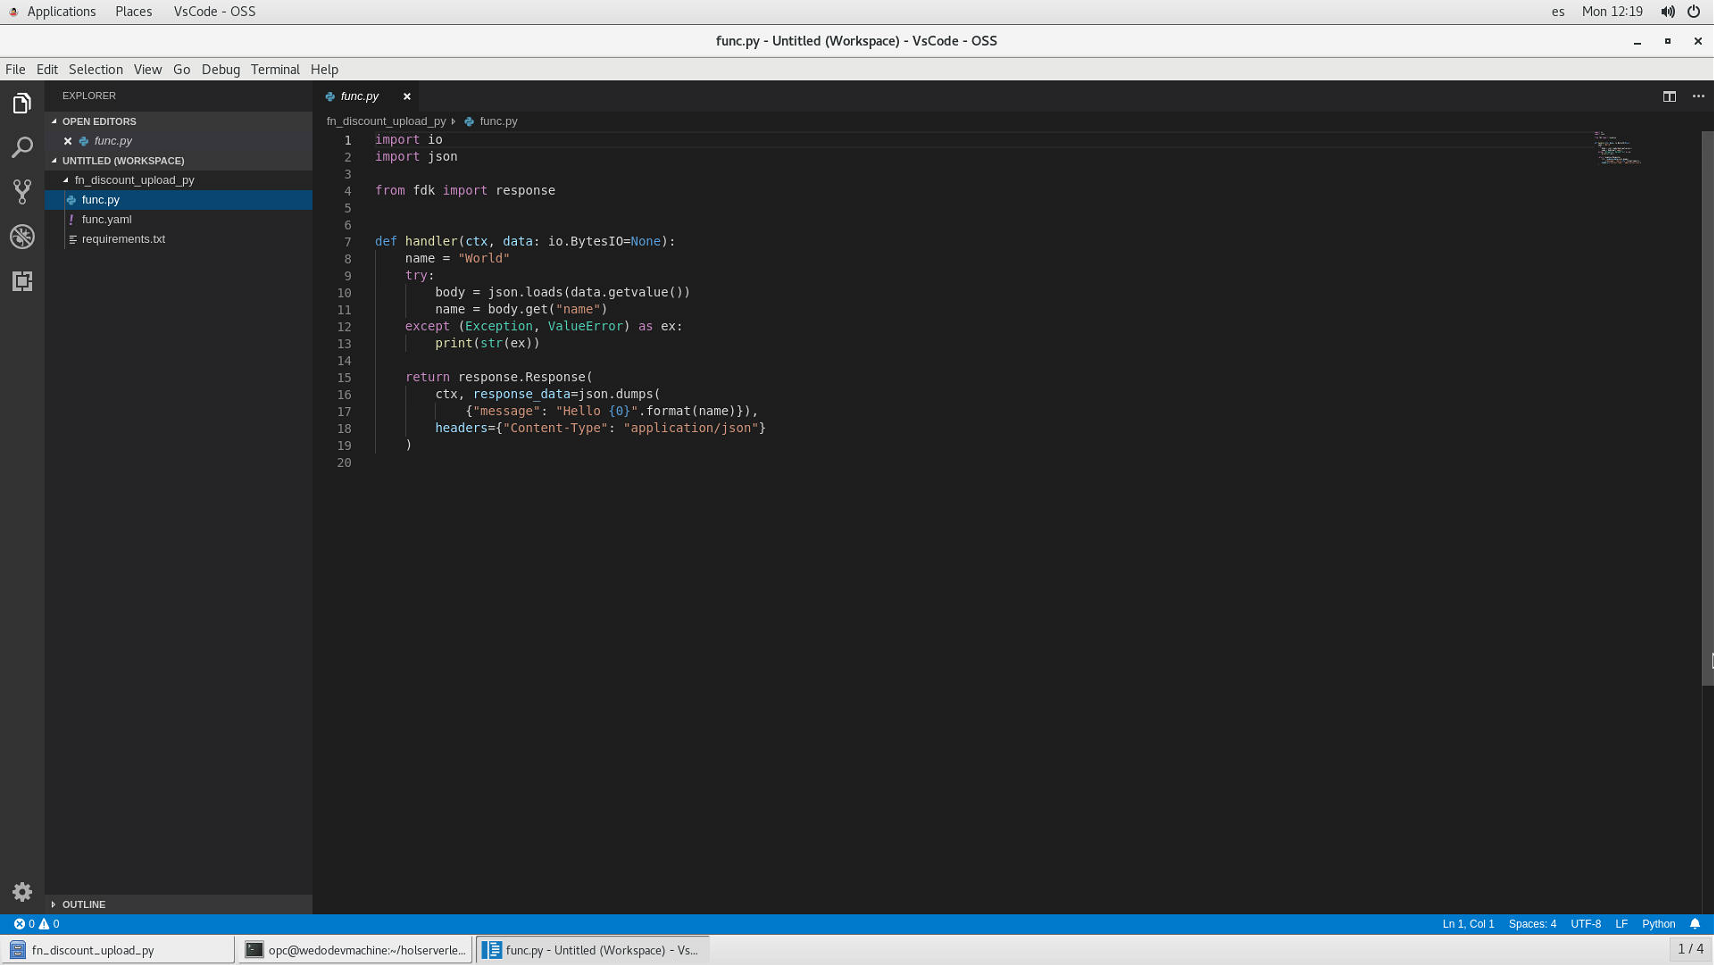 Applications Places VsCode - OSS es Mon 12:19
func.py - Untitled (Workspace) - VsCode - OSS
File Edit Selection View Go Debug Terminal Help
EXPLORER
OPEN EDITORS
func.py
UNTITLED (WORKSPACE)
fn_discount_upload_py
func.py
func.yaml
requirements.txt
OUTLINE
func.py
fn_discount_upload_py func.py
1 import io
2 import json
3
4 from fdk import response
5
6
7 def handler(ctx, data: io.BytesIO=None):
8 name = "World"
9 try:
10 body = json.loads(data.getvalue())
11 name = body.get("name")
12 except (Exception, ValueError) as ex:
13 print(str(ex))
14
15 return response.Response(
16 ctx, response_data=json.dumps(
17 {"message": "Hello {0}".format(name)}),
18 headers={"Content-Type": "application/json"}
19 )
20
0 0 Ln 1, Col 1 Spaces: 4 UTF-8 LF Python
fn_discount_upload_py opc@wedodevmachine:~/holserverle... func.py - Untitled (Workspace) - Vs... 1 / 4